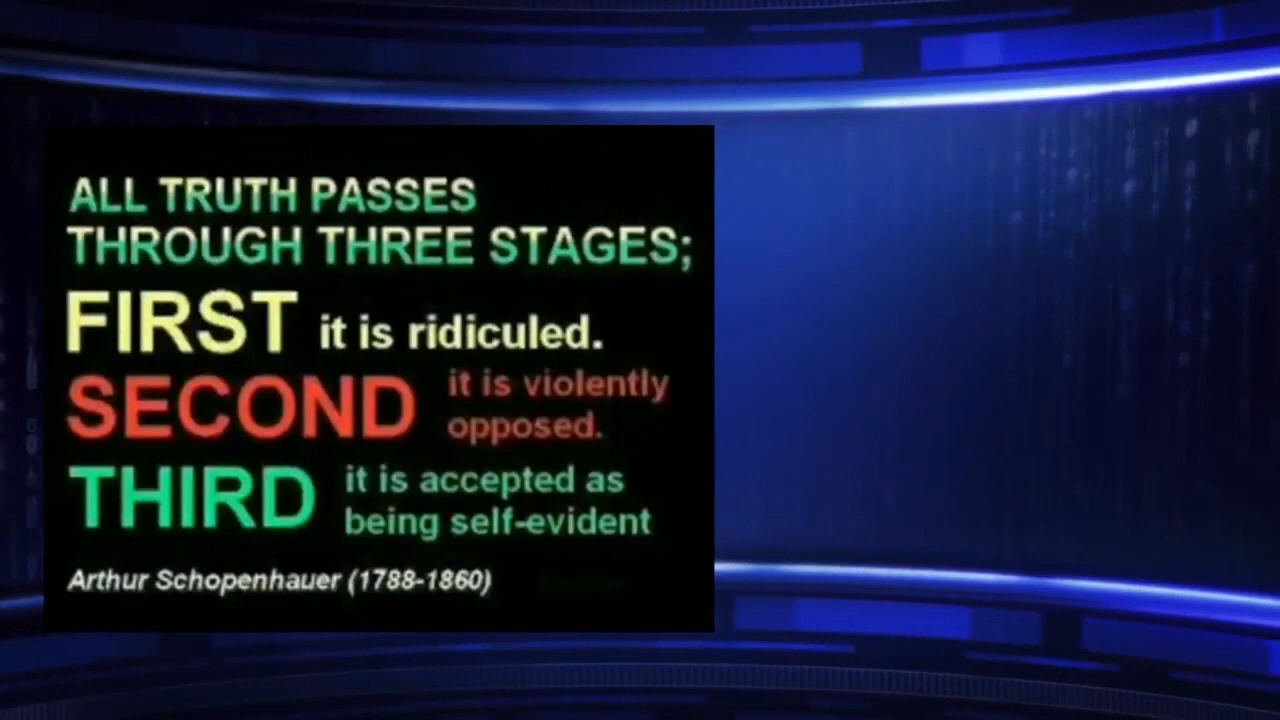 ALL TRUTH PASSES
THROUGH THREE STAGES;
FIRST it is ridiculed.
SECOND it is violently
opposed.
THIRD it is accepted as
being self-evident
Arthur Schopenhauer (1788-1860)